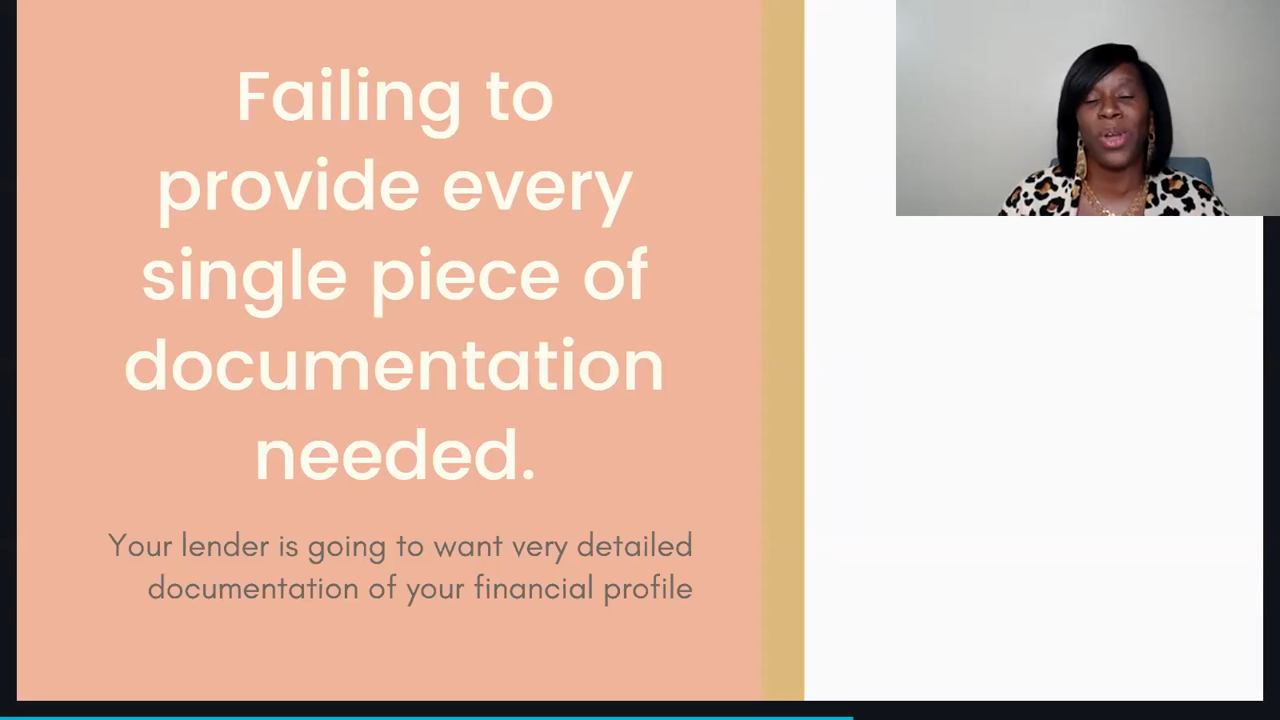 Failing to
provide every
single piece of
documentation
needed.
Your lender is going to want very detailed
documentation of your financial profile